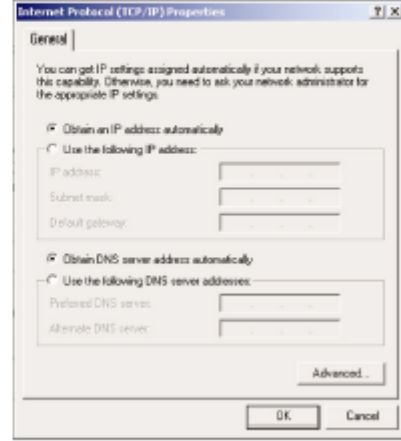 Internet Protocol (TCP/IP) Properties
General
You can get IP settings assigned automatically if your network supports
this capability. Otherwise, you need to ask your network administrator for
the appropriate IP settings.
Obtain an IP address automatically
Use the following IP address:
IP address:
Subnet mask:
Default gateway:
Obtain DNS server address automatically
Use the following DNS server addresses:
Preferred DNS server:
Alternate DNS server:
Advanced...
OK Cancel